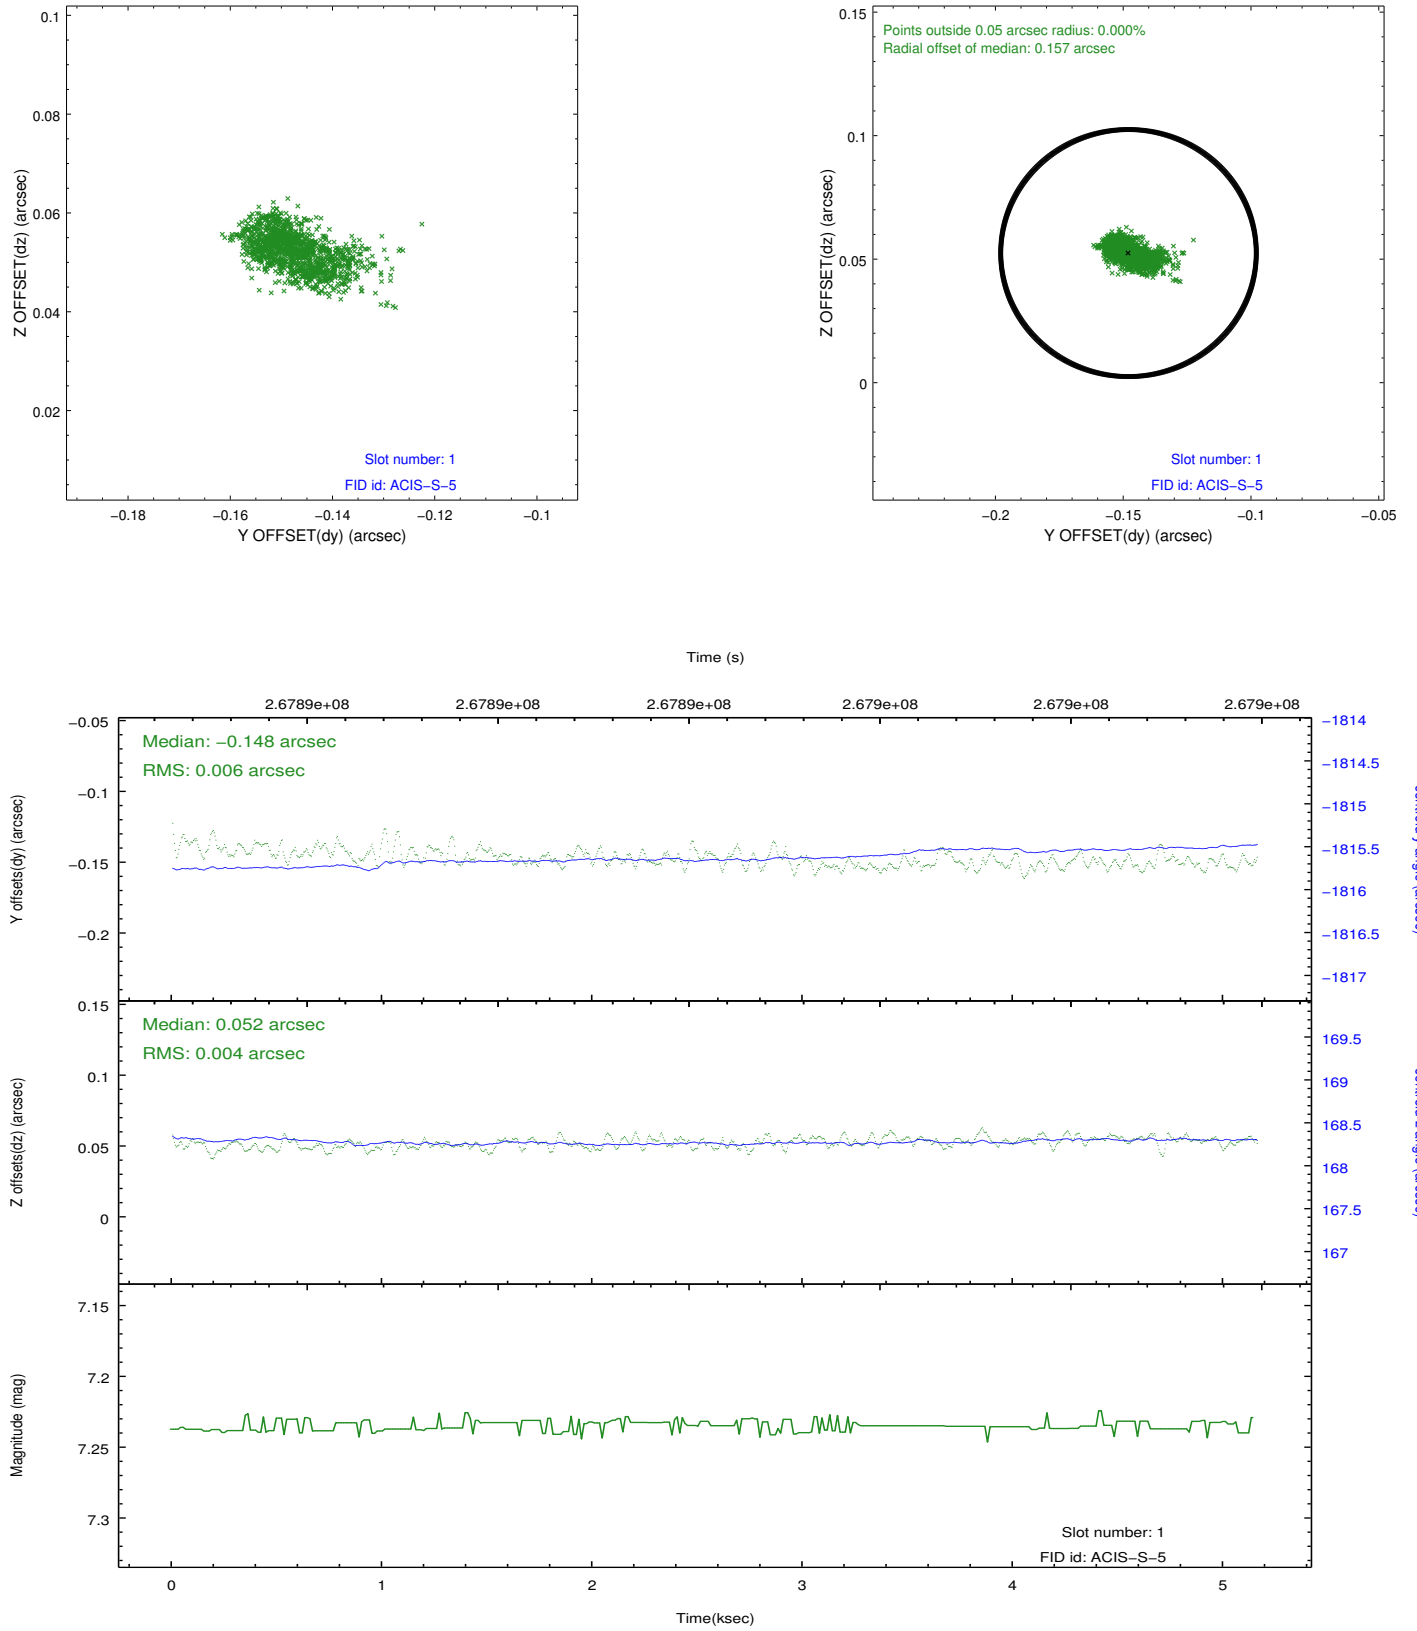 0.1
0.08
0.06
0.04
0.02
Z OFFSET(dz) (arcsec)
Slot number: 1
FID id: ACIS−S−5
−0.18 −0.16 −0.14 −0.12 −0.1
Y OFFSET(dy) (arcsec)
0.15
0.1
0.05
0
Z OFFSET(dz) (arcsec)
Points outside 0.05 arcsec radius: 0.000%
Radial offset of median: 0.157 arcsec
Slot number: 1
FID id: ACIS−S−5
−0.2 −0.15 −0.1 −0.05
Y OFFSET(dy) (arcsec)
Time (s)
2.6789e+08 2.6789e+08 2.6789e+08 2.679e+08 2.679e+08 2.679e+08
−0.05
−0.1
−0.15
−0.2
Y offsets(dy) (arcsec)
Median: −0.148 arcsec
RMS: 0.006 arcsec
−1814
−1814.5
−1815
−1815.5
−1816
−1816.5
−1817
0.15
0.1
0.05
0
Z offsets(dz) (arcsec)
Median: 0.052 arcsec
RMS: 0.004 arcsec
169.5
169
168.5
168
167.5
167
7.15
7.2
7.25
7.3
Magnitude (mag)
Slot number: 1
FID id: ACIS−S−5
0 1 2 3 4 5
Time(ksec)